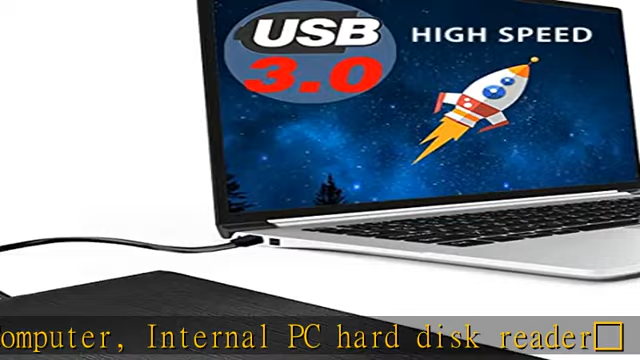 USB HIGH SPEED
3.0
omputer, Internal PC hard disk reader